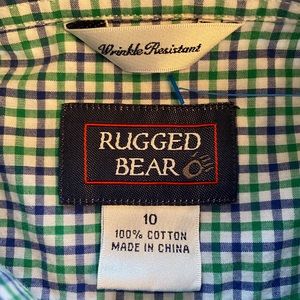 Wrinkle Resistant
RUGGED
BEAR
10
100% COTTON
MADE IN CHINA